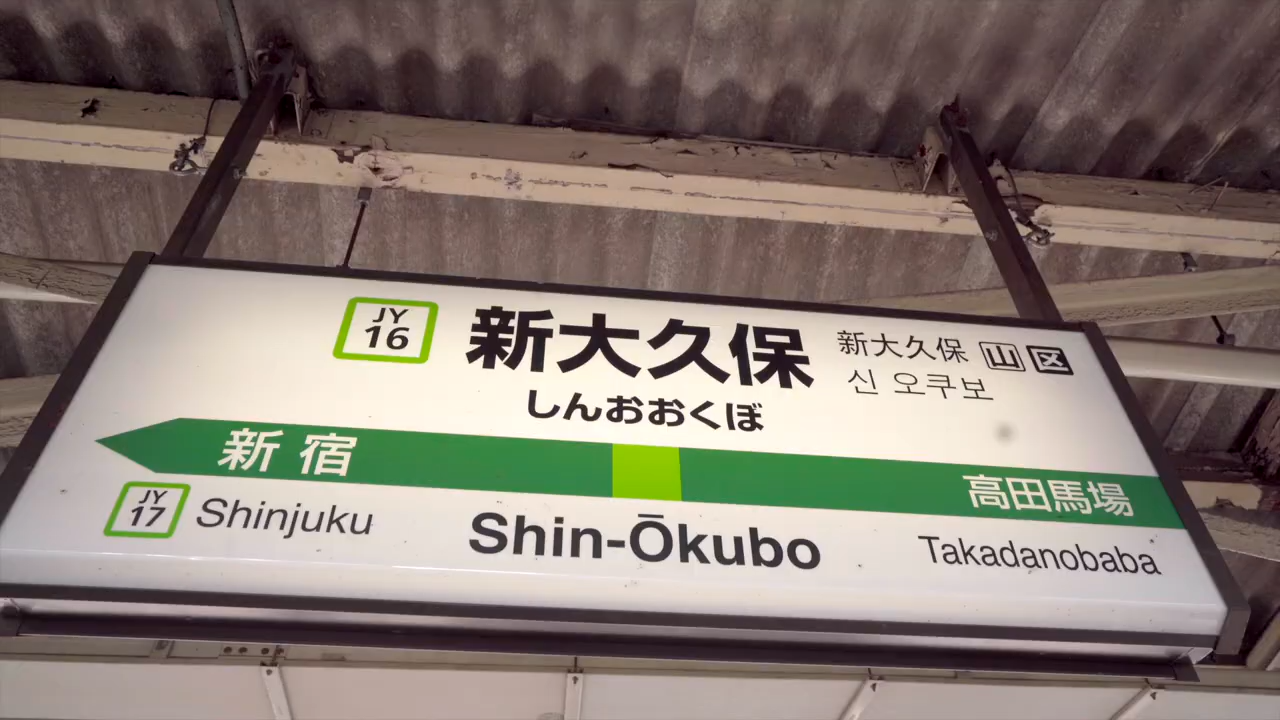 JY
16
新大久保
しんおおくぼ
新大久保 山 区
신 오쿠보
新宿
高田馬場
JY
17
Shinjuku
Shin-Ōkubo
Takadanobaba